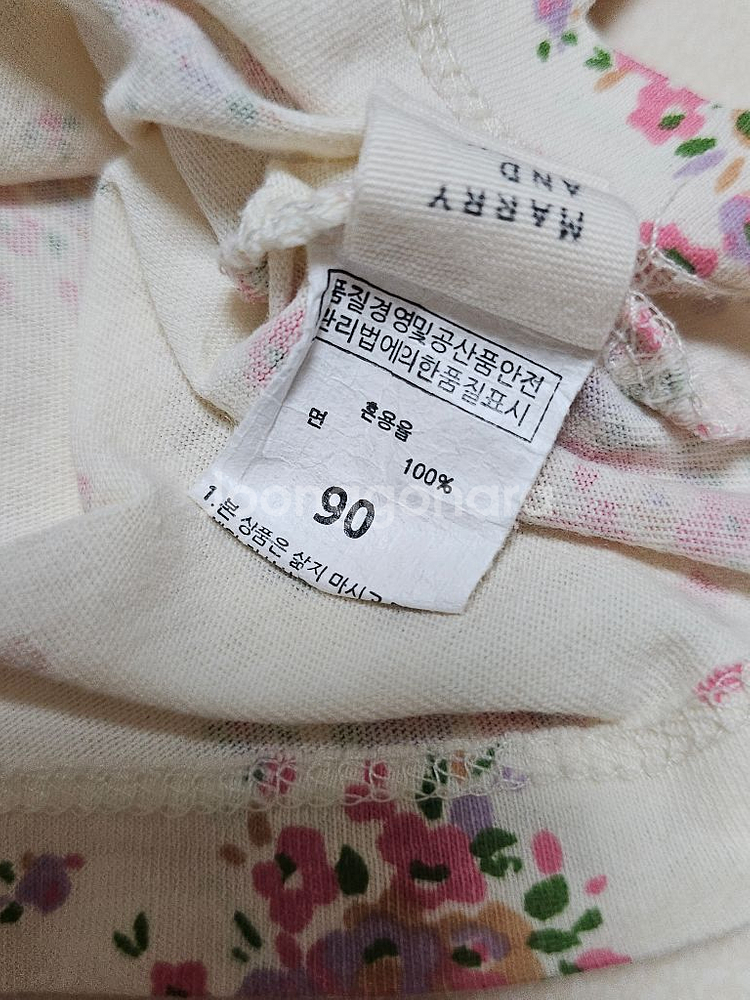 MARRY
AND
품질경영및공산품안전
관리법에의한품질표시
혼용율
면
100%
90
1.본 상품은 삶지 마시고